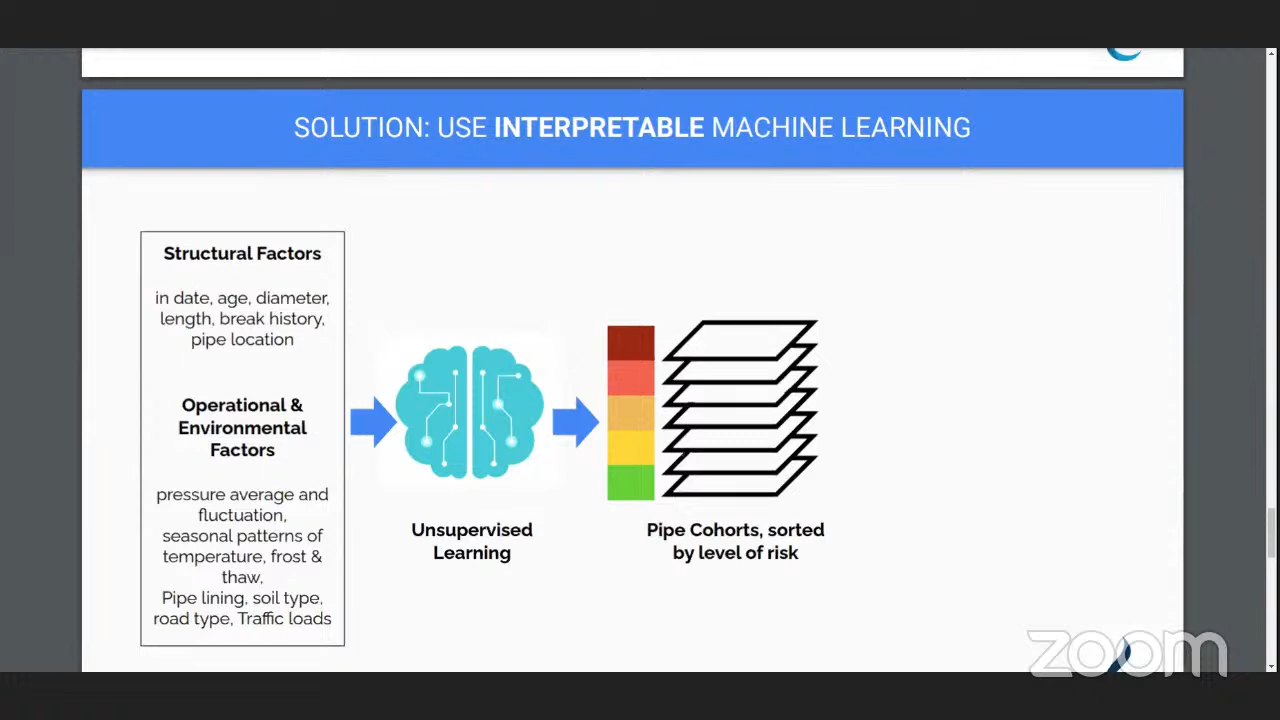 SOLUTION: USE INTERPRETABLE MACHINE LEARNING
Structural Factors
in date, age, diameter,
length, break history,
pipe location
Operational &
Environmental
Factors
pressure average and
fluctuation,
seasonal patterns of
temperature, frost &
thaw,
Pipe lining, soil type,
road type, Traffic loads
Unsupervised
Learning
Pipe Cohorts, sorted
by level of risk
zoom